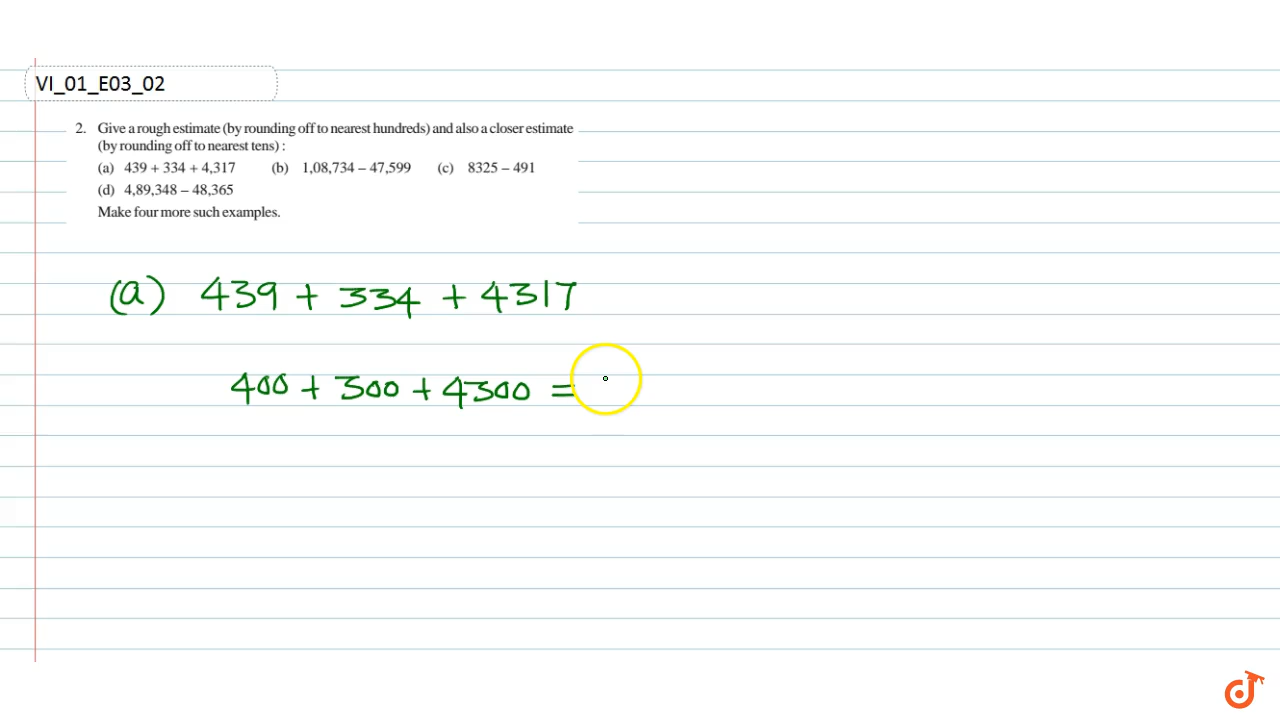 VI_01_E03_02
2. Give a rough estimate (by rounding off to nearest hundreds) and also a closer estimate
(by rounding off to nearest tens) :
(a) 439 + 334 + 4,317 (b) 1,08,734 – 47,599 (c) 8325 – 491
(d) 4,89,348 – 48,365
Make four more such examples.
(a) 439 + 334 + 4317
400 + 300 + 4300 =